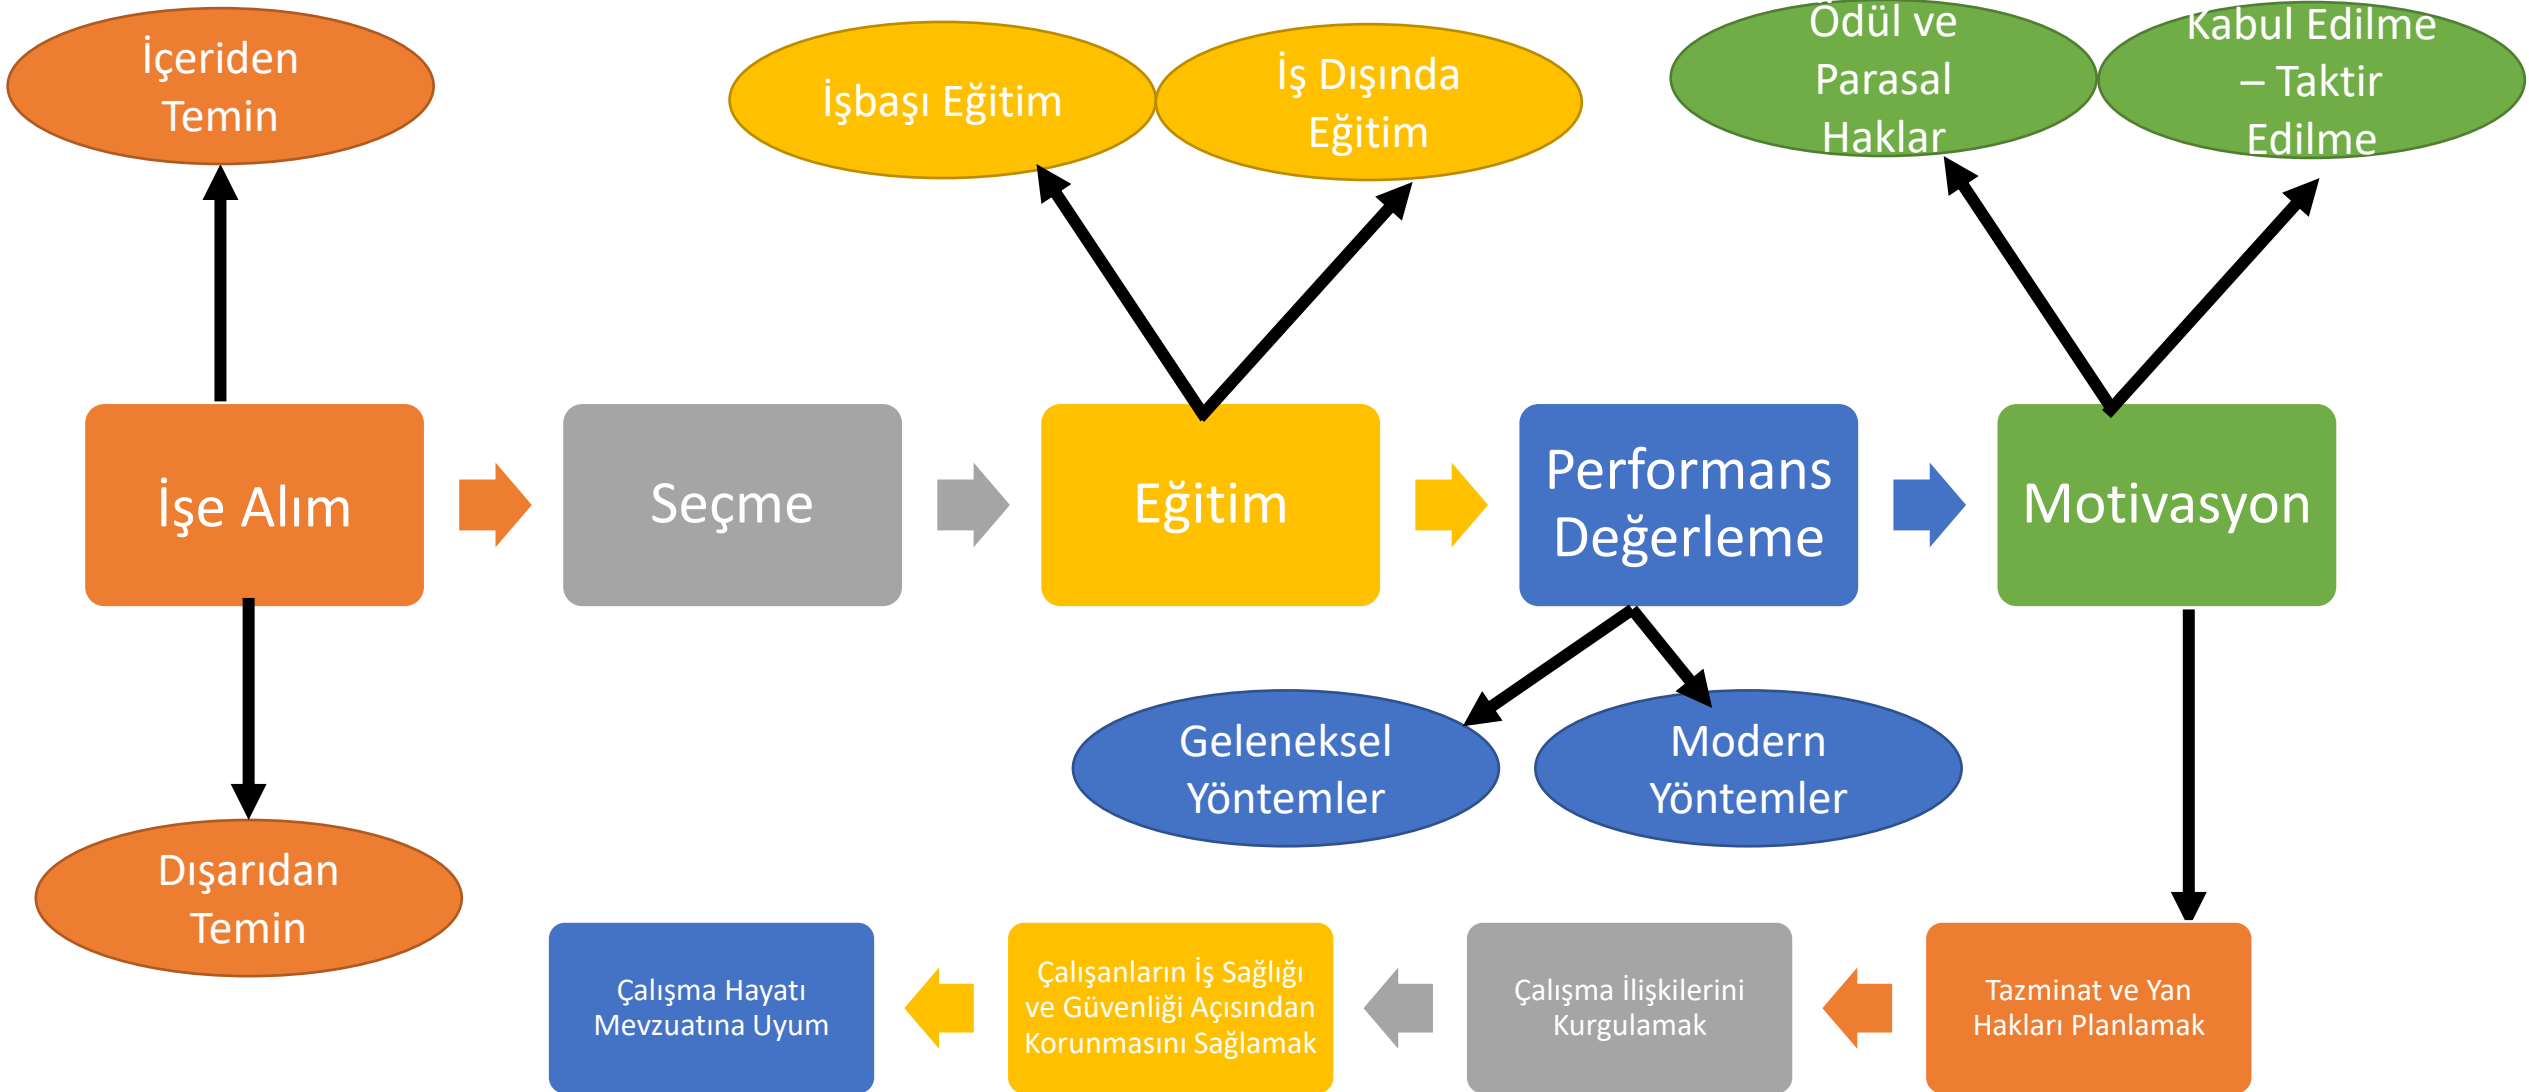 İçeriden
Temin
İşbaşı Eğitim
İş Dışında
Eğitim
Ödül ve
Parasal
Haklar
Kabul Edilme
– Taktir
Edilme
İşe Alım
Seçme
Eğitim
Performans
Değerleme
Motivasyon
Geleneksel
Yöntemler
Modern
Yöntemler
Dışarıdan
Temin
Çalışma Hayatı
Mevzuatına Uyum
Çalışanların İş Sağlığı
ve Güvenliği Açısından
Korunmasını Sağlamak
Çalışma İlişkilerini
Kurgulamak
Tazminat ve Yan
Hakları Planlamak